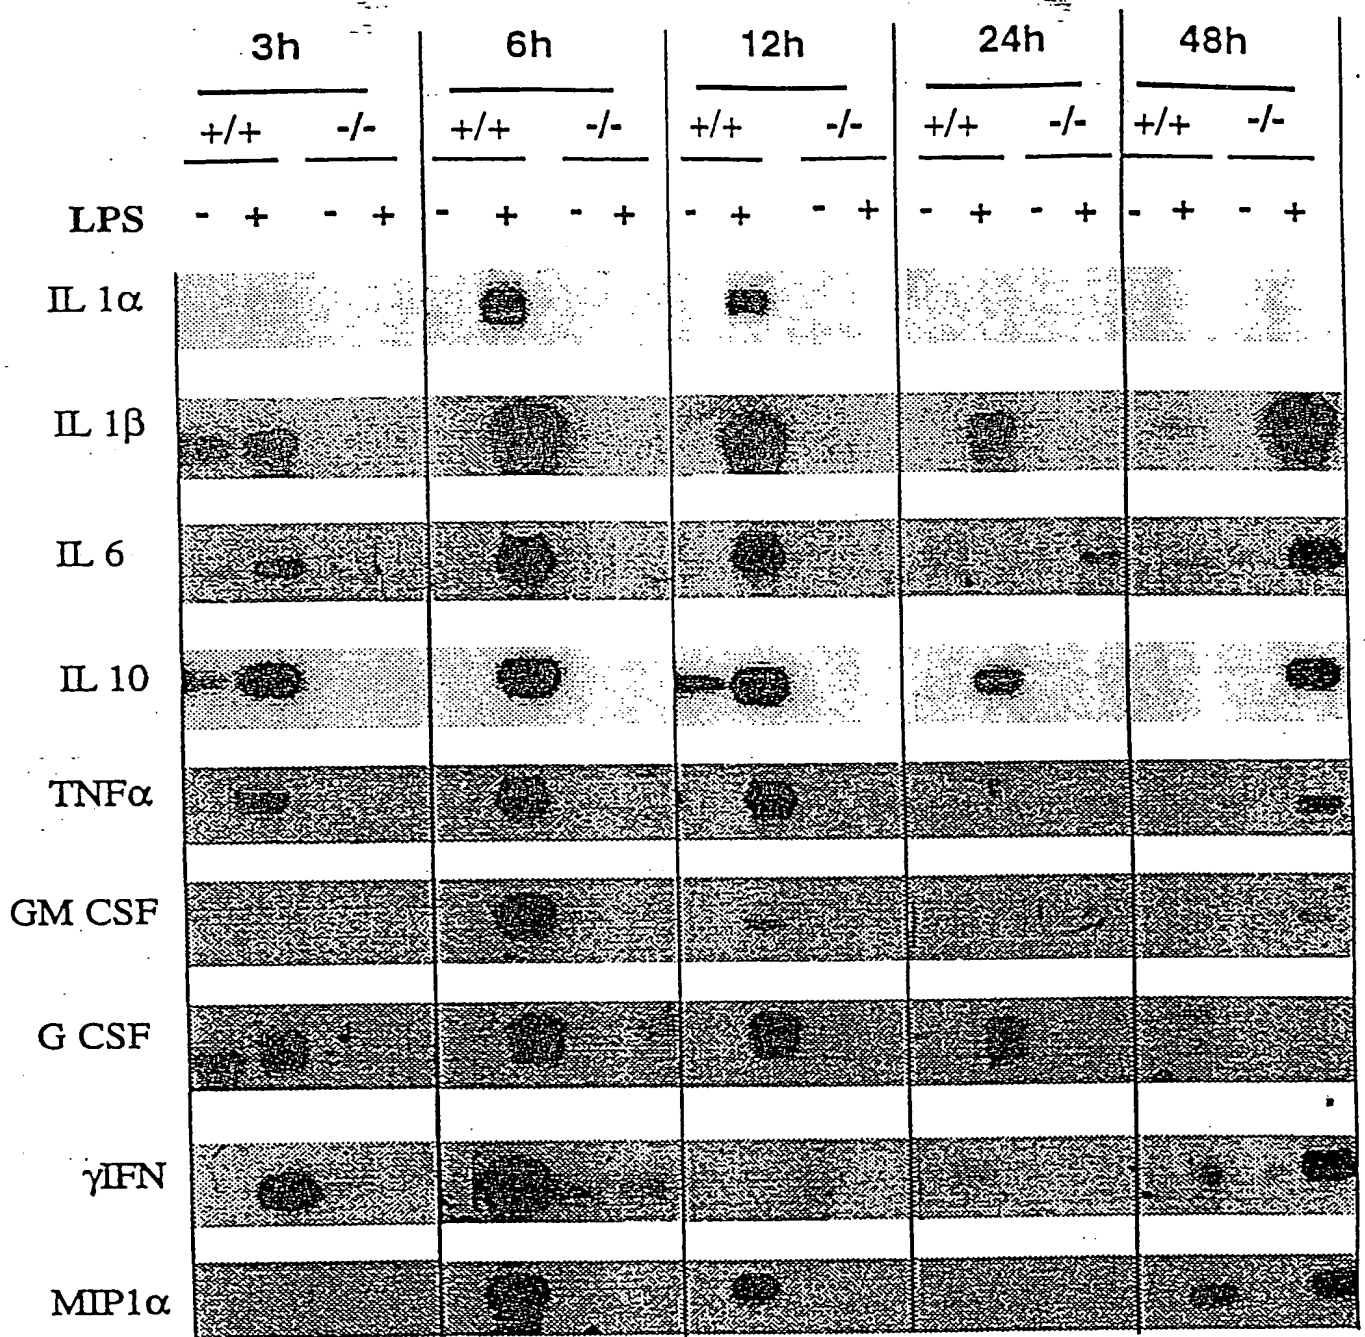 3h 6h 12h 24h 48h
+/+ -/- +/+ -/- +/+ -/- +/+ -/- +/+ -/-
LPS - + - + - + - + - + - + - + - + - + - +
IL 1α
IL 1β
IL 6
IL 10
TNFα
GM CSF
G CSF
γIFN
MIP1α